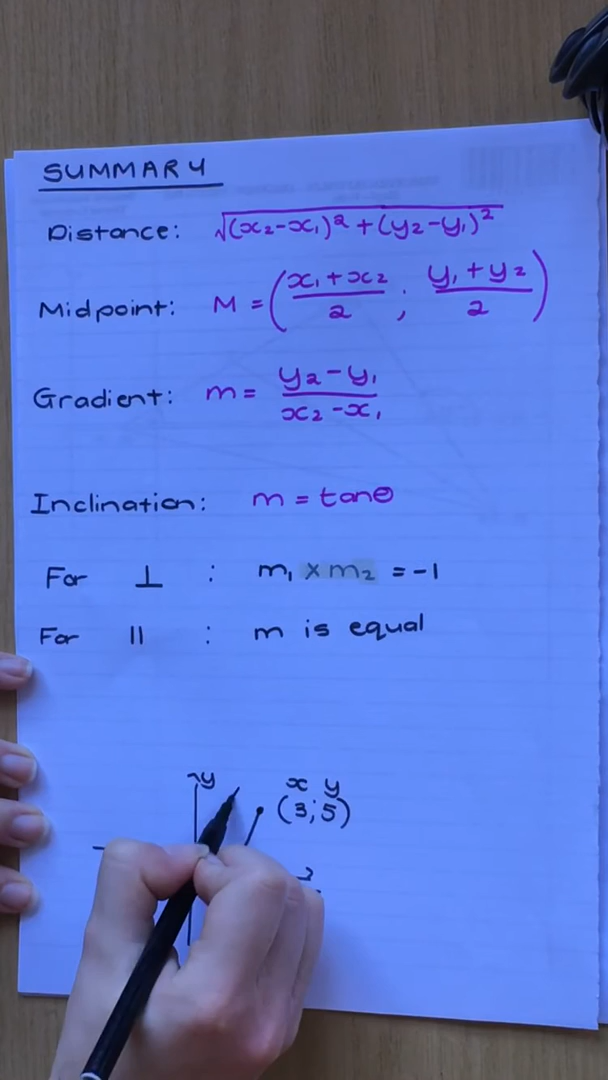 SUMMARY
Distance: √(x₂-x₁)²+(y₂-y₁)²
Midpoint: M = (x₁+x₂/2 ; y₁+y₂/2)
Gradient: m = y₂-y₁/x₂-x₁
Inclination: m = tanθ
For ⊥ : m₁ × m₂ = -1
For || : m is equal
y
x y
(3;5)